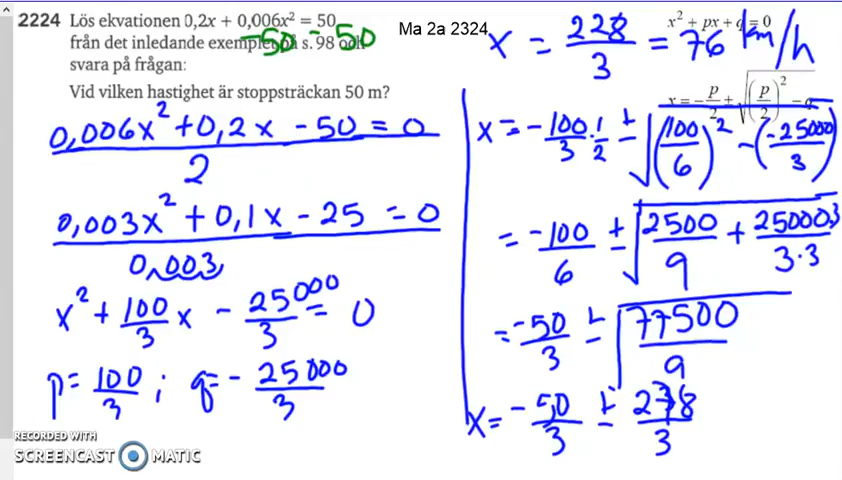 2224 Lös ekvationen 0,2x + 0,006x² = 50
-50 -50
från det inledande exemplet på s. 98 och
svara på frågan:
Vid vilken hastighet är stoppsträckan 50 m?
Ma 2a 2324
0,006x² + 0,2x - 50 = 0
2
0,003x² + 0,1x - 25 = 0
0,003
x² + 100/3 x - 25000/3 = 0
p = 100/3 ; q = - 25000/3
x² + px + q = 0
x = 228/3 = 76 km/h
x = -p/2 ± √((p/2)² - q)
x = -100/3 · 1/2 ± √((100/6)² - (-25000/3))
= -100/6 ± √(2500/9 + 25000·3/3·3)
= -50/3 ± √(77500/9)
x = -50/3 ± 278/3
RECORDED WITH
SCREENCAST MATIC